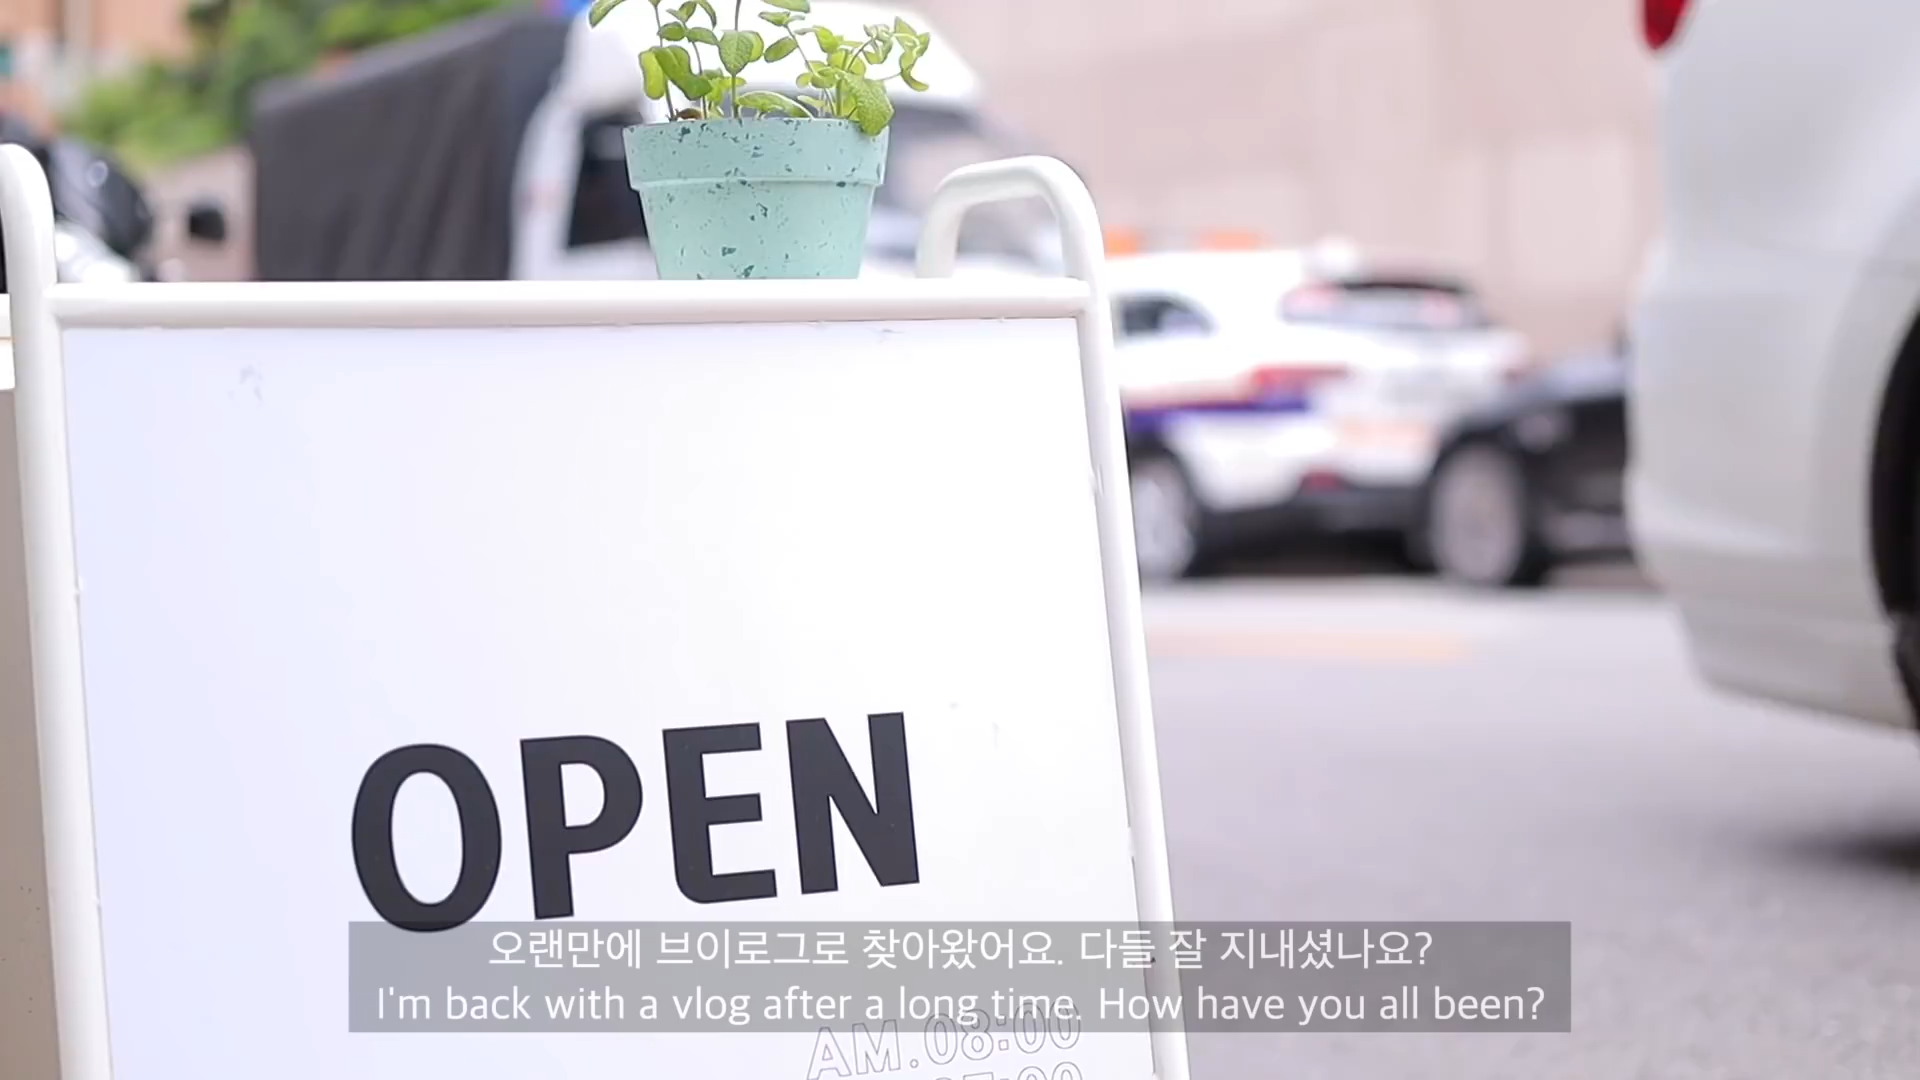 OPEN
오랜만에 브이로그로 찾아왔어요. 다들 잘 지내셨나요?
I'm back with a vlog after a long time. How have you all been?
AM.08:00